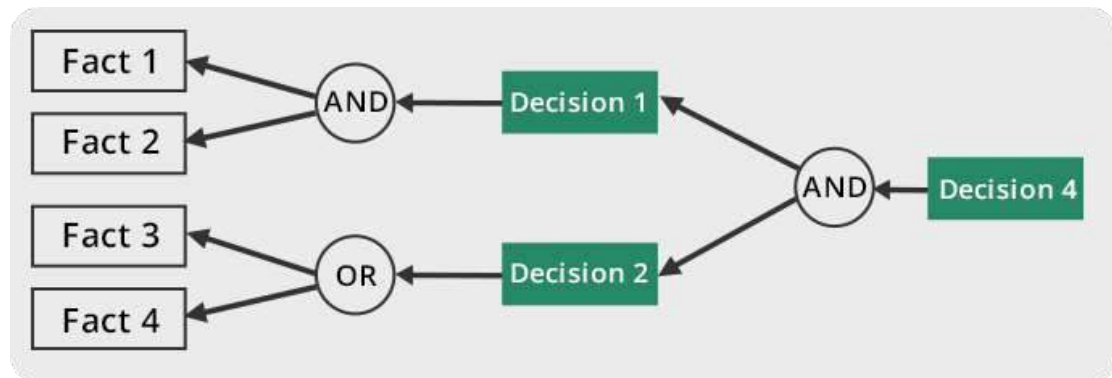 Fact 1
Fact 2
AND
Decision 1
Fact 3
Fact 4
OR
Decision 2
AND
Decision 4